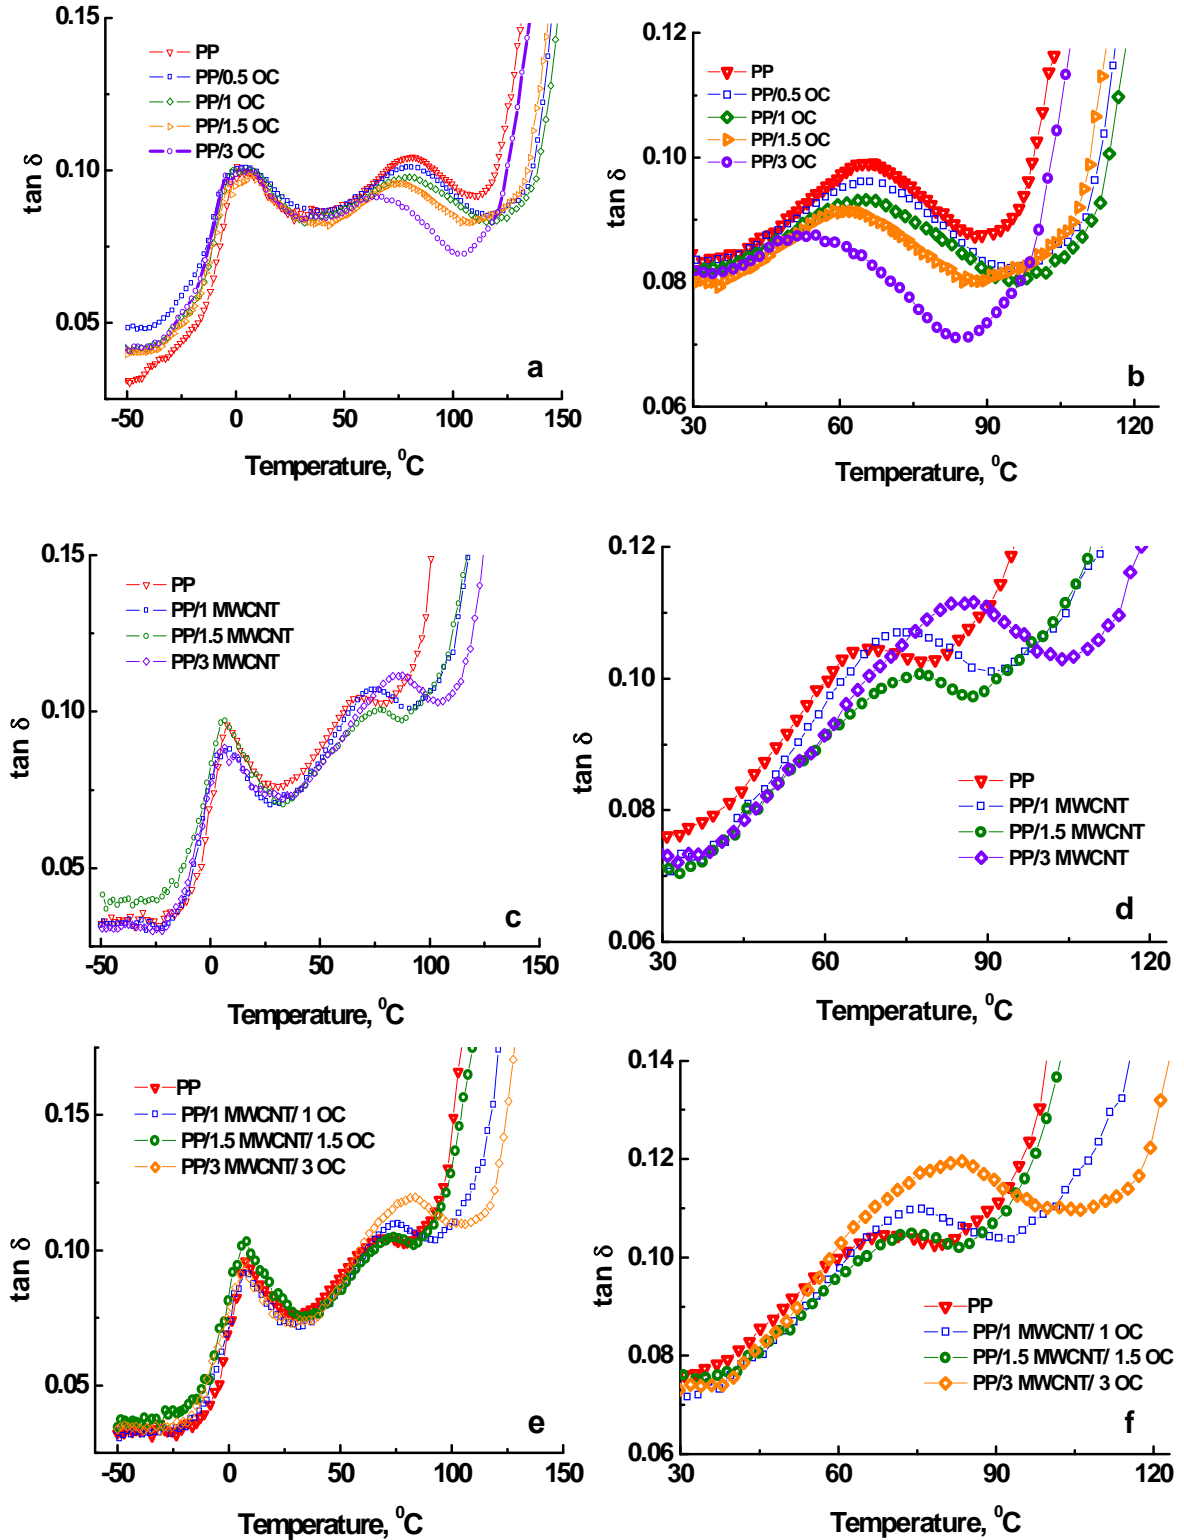 0.15
PP
PP/0.5 OC
PP/1 OC
PP/1.5 OC
PP/3 OC
0.10
tan δ
0.05
a
-50 0 50 100 150
Temperature, ⁰C
0.12
PP
PP/0.5 OC
PP/1 OC
PP/1.5 OC
PP/3 OC
0.10
tan δ
0.08
b
0.06
30 60 90 120
Temperature, ⁰C
0.15
PP
PP/1 MWCNT
PP/1.5 MWCNT
PP/3 MWCNT
0.10
tan δ
0.05
c
-50 0 50 100 150
Temperature, ⁰C
0.12
0.10
tan δ
PP
PP/1 MWCNT
PP/1.5 MWCNT
PP/3 MWCNT
0.08
d
0.06
30 60 90 120
Temperature, ⁰C
PP
PP/1 MWCNT/ 1 OC
PP/1.5 MWCNT/ 1.5 OC
PP/3 MWCNT/ 3 OC
0.15
0.10
tan δ
0.05
e
-50 0 50 100 150
Temperature, ⁰C
0.14
0.12
0.10
tan δ
PP
PP/1 MWCNT/ 1 OC
PP/1.5 MWCNT/ 1.5 OC
PP/3 MWCNT/ 3 OC
0.08
f
0.06
30 60 90 120
Temperature, ⁰C